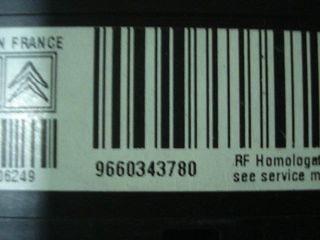 N FRANCE
06249
9660343780
RF Homologat
see service m